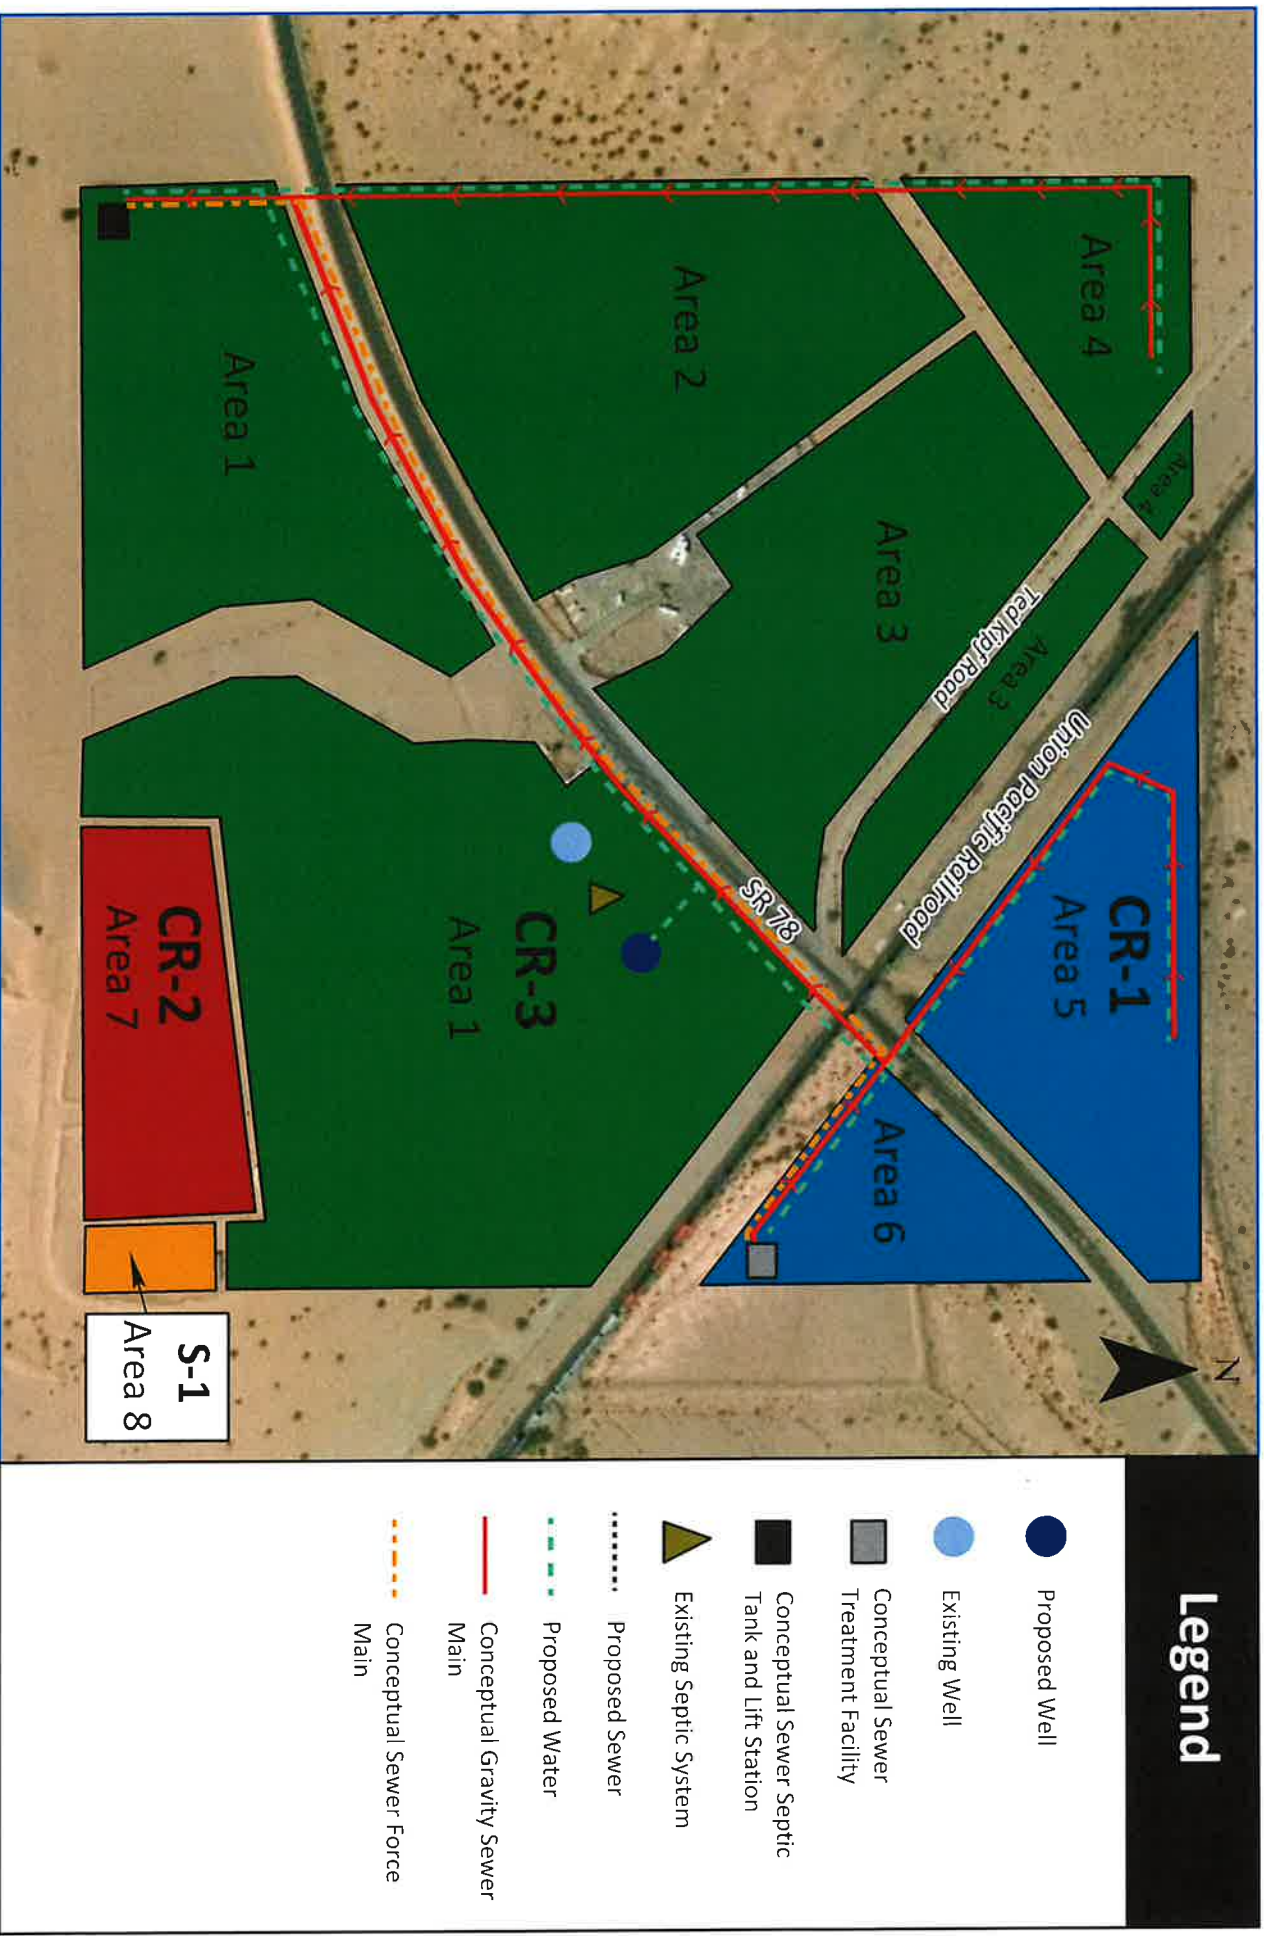 Area 4
Area 4
Area 2
Area 3
Area 3
Ted Kipf Road
Union Pacific Railroad
CR-1
Area 5
SR 78
Area 6
Area 1
CR-3
Area 1
CR-2
Area 7
S-1
Area 8
N
Legend
Proposed Well
Existing Well
Conceptual Sewer
Treatment Facility
Conceptual Sewer Septic
Tank and Lift Station
Existing Septic System
Proposed Sewer
Proposed Water
Conceptual Gravity Sewer
Main
Conceptual Sewer Force
Main